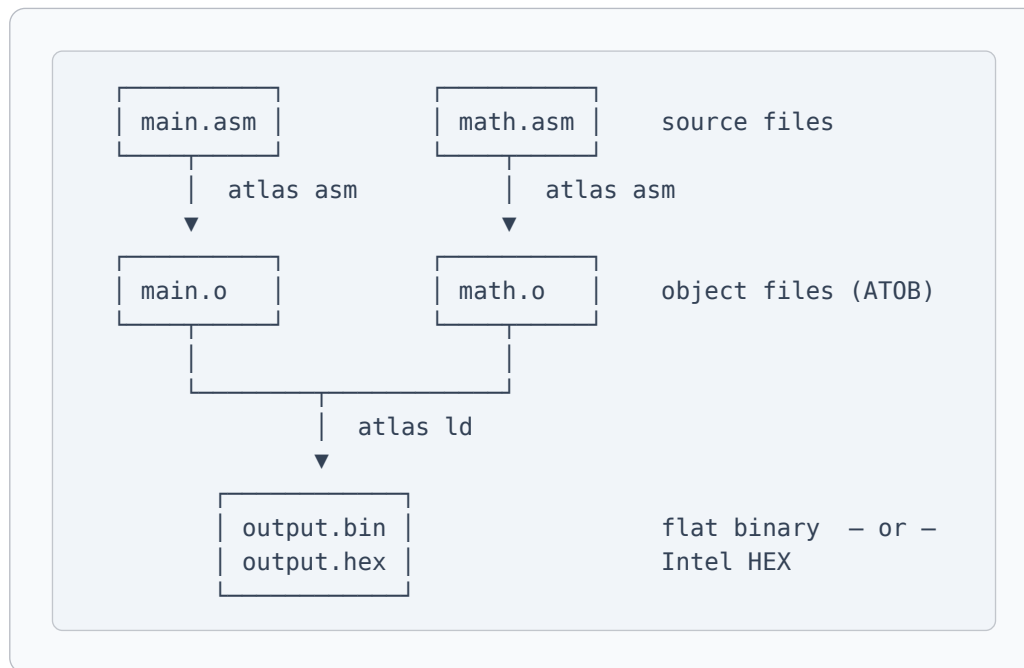 main.asm math.asm source files
atlas asm atlas asm
main.o math.o object files (ATOB)
atlas ld
output.bin flat binary — or —
output.hex Intel HEX